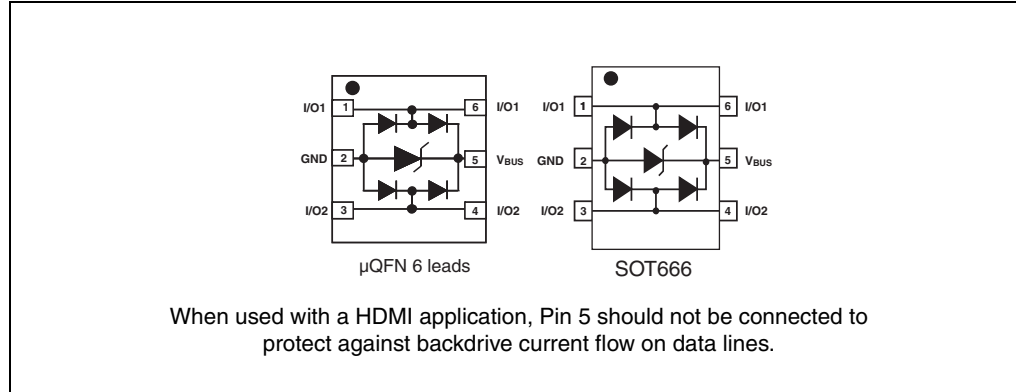 I/O1 1 6 I/O1
GND 2 5 VBUS
I/O2 3 4 I/O2
µQFN 6 leads
I/O1 1 6 I/O1
GND 2 5 VBUS
I/O2 3 4 I/O2
SOT666
When used with a HDMI application, Pin 5 should not be connected to
protect against backdrive current flow on data lines.